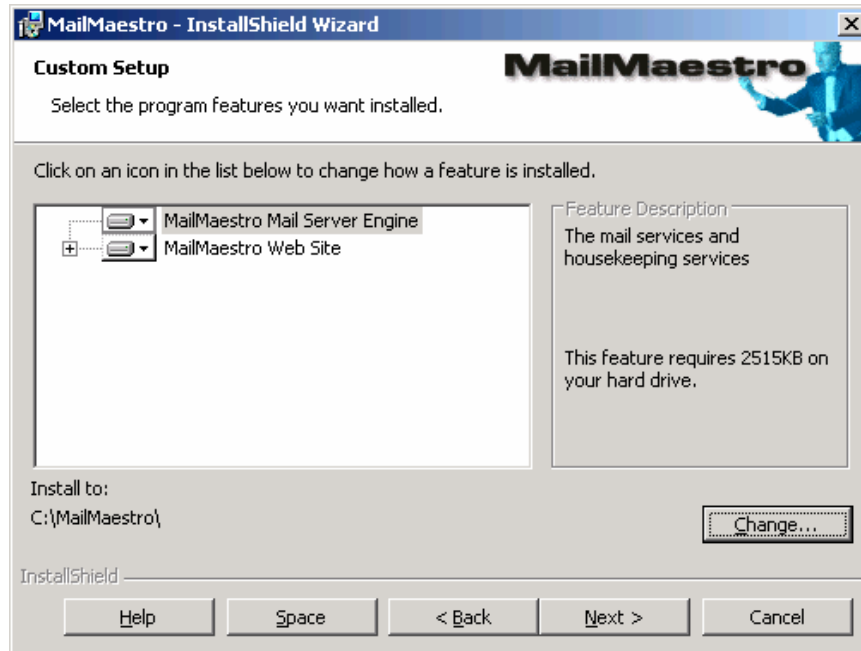 MailMaestro - InstallShield Wizard
Custom Setup
MailMaestro
Select the program features you want installed.
Click on an icon in the list below to change how a feature is installed.
MailMaestro Mail Server Engine
MailMaestro Web Site
Feature Description
The mail services and
housekeeping services
This feature requires 2515KB on
your hard drive.
Install to:
C:\MailMaestro\
Change...
InstallShield
Help
Space
< Back
Next >
Cancel